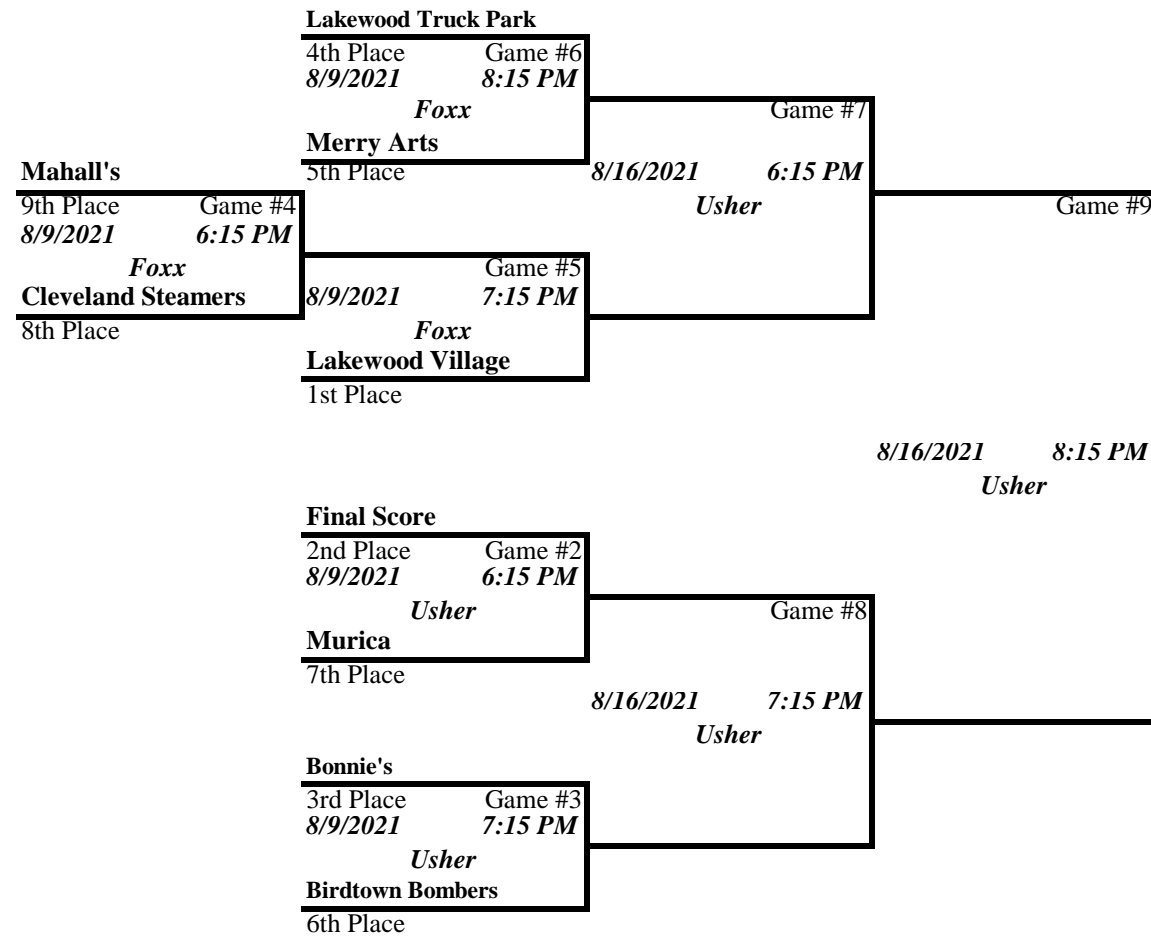 Lakewood Truck Park
4th Place Game #6
8/9/2021 8:15 PM
Foxx Game #7
Merry Arts
Mahall's 5th Place 8/16/2021 6:15 PM
9th Place Game #4 Usher Game #9
8/9/2021 6:15 PM
Foxx Game #5
Cleveland Steamers 8/9/2021 7:15 PM
8th Place Foxx
Lakewood Village
1st Place
8/16/2021 8:15 PM
Usher
Final Score
2nd Place Game #2
8/9/2021 6:15 PM
Usher Game #8
Murica
7th Place
8/16/2021 7:15 PM
Usher
Bonnie's
3rd Place Game #3
8/9/2021 7:15 PM
Usher
Birdtown Bombers
6th Place